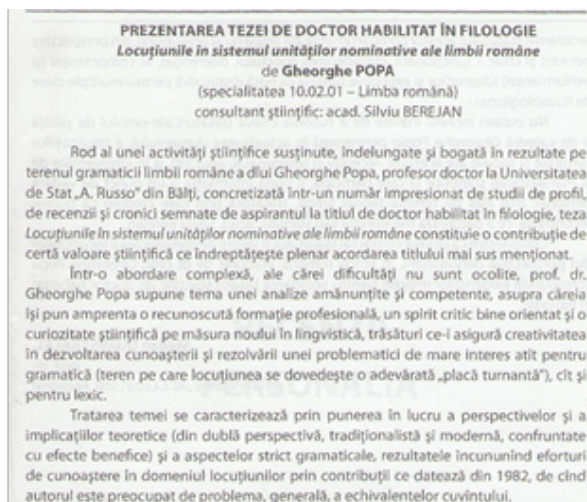 PREZENTAREA TEZEI DE DOCTOR HABILITAT ÎN FILOLOGIE
Locuțiunile în sistemul unităților nominative ale limbii române
de Gheorghe POPA
(specialitatea 10.02.01 – Limba română)
consultant științific: acad. Silviu BEREJAN
Rod al unei activități științifice susținute, îndelungate și bogată în rezultate pe
terenul gramaticii limbii române a dlui Gheorghe Popa, profesor doctor la Universitatea
de Stat „A. Russo" din Bălți, concretizată într-un număr impresionat de studii de profil,
de recenzii și cronici semnate de aspirantul la titlul de doctor habilitat în filologie, teza
Locuțiunile în sistemul unităților nominative ale limbii române constituie o contribuție de
certă valoare științifică ce îndreptățește plenar acordarea titlului mai sus menționat.
Într-o abordare complexă, ale cărei dificultăți nu sunt ocolite, prof. dr.
Gheorghe Popa supune tema unei analize amănunțite și competente, asupra căreia
își pun amprenta o recunoscută formație profesională, un spirit critic bine orientat și o
curiozitate științifică pe măsura noului în lingvistică, trăsături ce-i asigură creativitatea
în dezvoltarea cunoașterii și rezolvării unei problematici de mare interes atît pentru
gramatică (teren pe care locuțiunea se dovedește o adevărată „placă turnantă"), cît și
pentru lexic.
Tratarea temei se caracterizează prin punerea în lucru a perspectivelor și a
implicațiilor teoretice (din dublă perspectivă, tradiționalistă și modernă, confruntate
cu efecte benefice) și a aspectelor strict gramaticale, rezultatele încununînd eforturi
de cunoaștere în domeniul locuțiunilor prin contribuții ce datează din 1982, de cînd
autorul este preocupat de problema, generală, a echivalentelor cuvîntului.